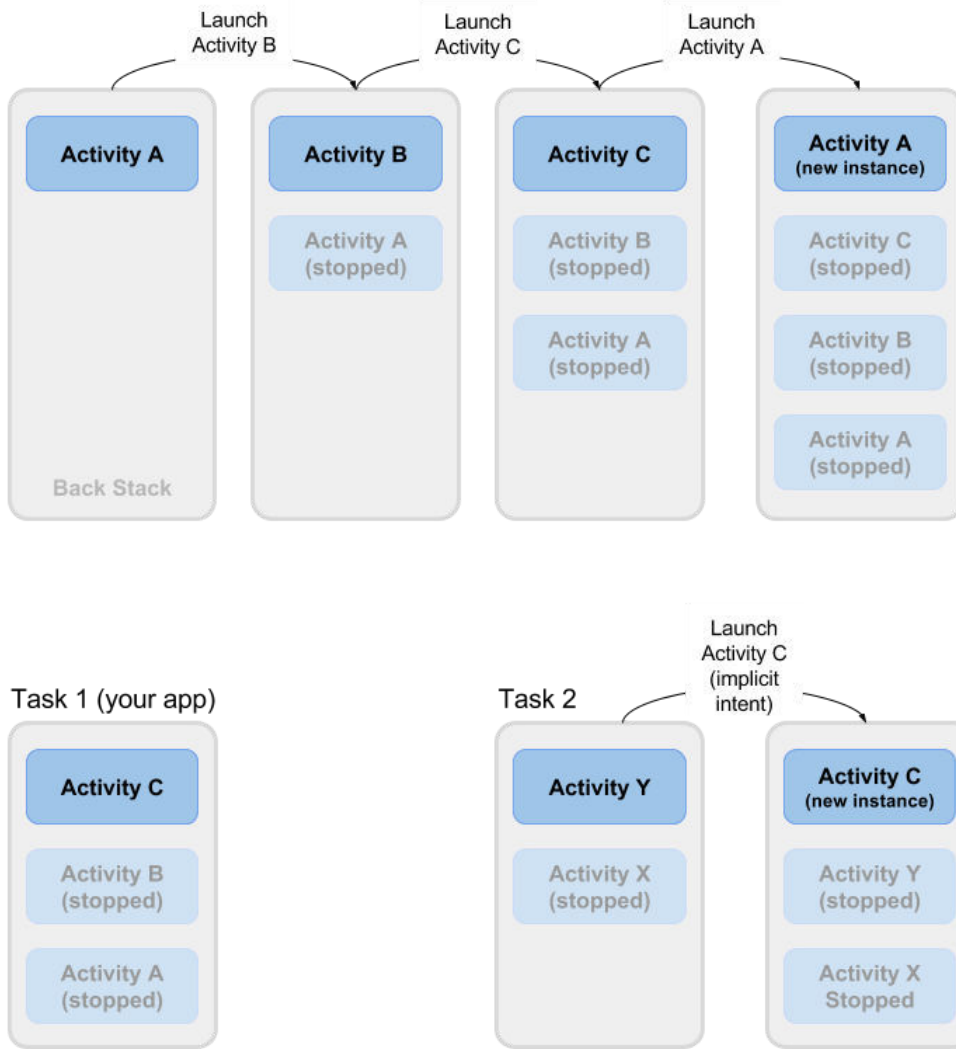 Launch
Activity B
Launch
Activity C
Launch
Activity A
Activity A
Back Stack
Activity B
Activity A
(stopped)
Activity C
Activity B
(stopped)
Activity A
(stopped)
Activity A
(new instance)
Activity C
(stopped)
Activity B
(stopped)
Activity A
(stopped)
Task 1 (your app)
Activity C
Activity B
(stopped)
Activity A
(stopped)
Task 2
Launch
Activity C
(implicit
intent)
Activity Y
Activity X
(stopped)
Activity C
(new instance)
Activity Y
(stopped)
Activity X
Stopped